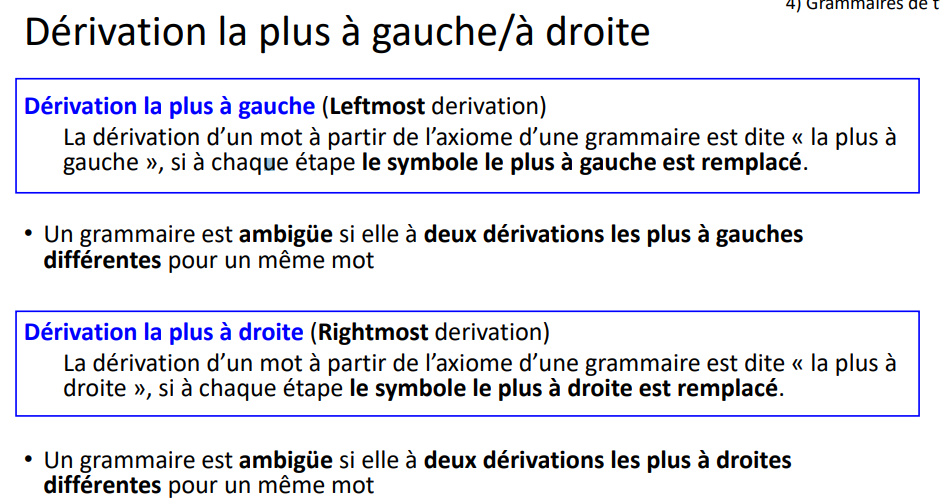 4) Grammaires de t
Dérivation la plus à gauche/à droite
Dérivation la plus à gauche (Leftmost derivation)
La dérivation d’un mot à partir de l’axiome d’une grammaire est dite « la plus à
gauche », si à chaque étape le symbole le plus à gauche est remplacé.
• Un grammaire est ambigüe si elle à deux dérivations les plus à gauches
différentes pour un même mot
Dérivation la plus à droite (Rightmost derivation)
La dérivation d’un mot à partir de l’axiome d’une grammaire est dite « la plus à
droite », si à chaque étape le symbole le plus à droite est remplacé.
• Un grammaire est ambigüe si elle à deux dérivations les plus à droites
différentes pour un même mot